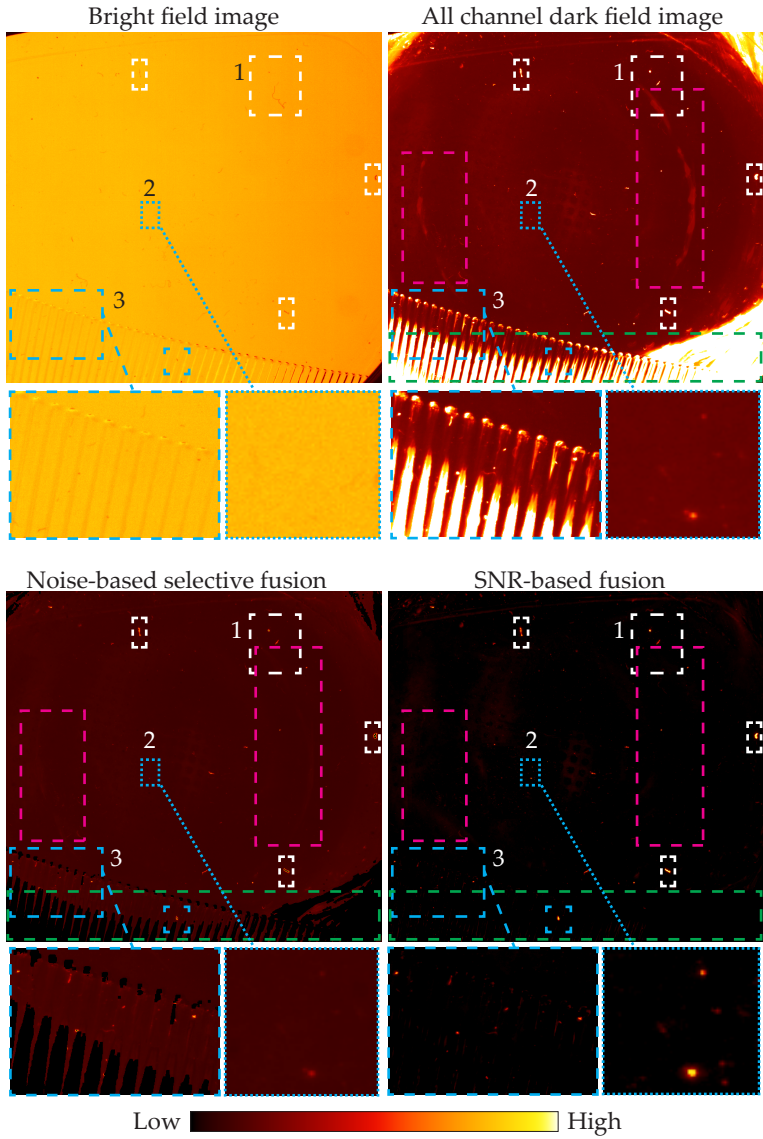 Bright field image
All channel dark field image
1
2
3
1
2
3
Noise-based selective fusion
SNR-based fusion
1
2
3
1
2
3
Low
High